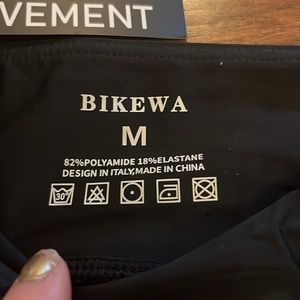 VEMENT
BIKEWA
M
82%POLYAMIDE 18%ELASTANE
DESIGN IN ITALY,MADE IN CHINA
30°